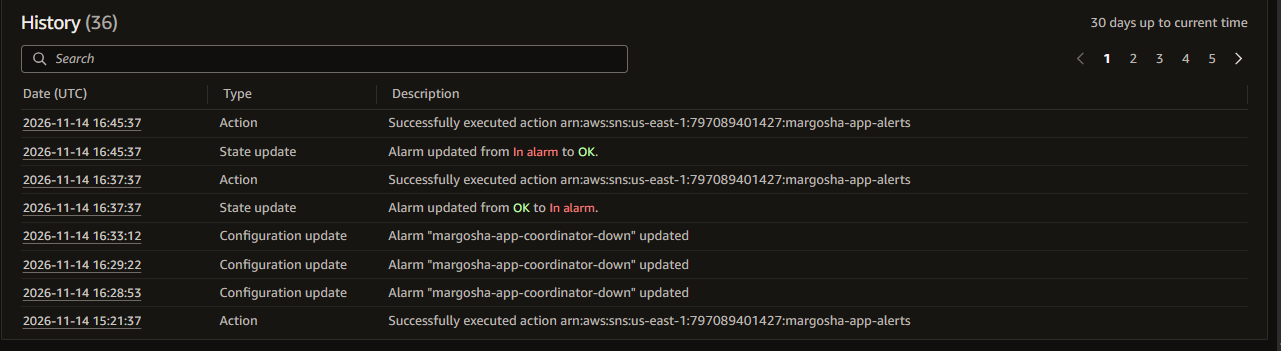 History (36)
30 days up to current time
Search
1 2 3 4 5
Date (UTC) Type Description
2026-11-14 16:45:37 Action Successfully executed action arn:aws:sns:us-east-1:797089401427:margosha-app-alerts
2026-11-14 16:45:37 State update Alarm updated from In alarm to OK.
2026-11-14 16:37:37 Action Successfully executed action arn:aws:sns:us-east-1:797089401427:margosha-app-alerts
2026-11-14 16:37:37 State update Alarm updated from OK to In alarm.
2026-11-14 16:33:12 Configuration update Alarm "margosha-app-coordinator-down" updated
2026-11-14 16:29:22 Configuration update Alarm "margosha-app-coordinator-down" updated
2026-11-14 16:28:53 Configuration update Alarm "margosha-app-coordinator-down" updated
2026-11-14 15:21:37 Action Successfully executed action arn:aws:sns:us-east-1:797089401427:margosha-app-alerts